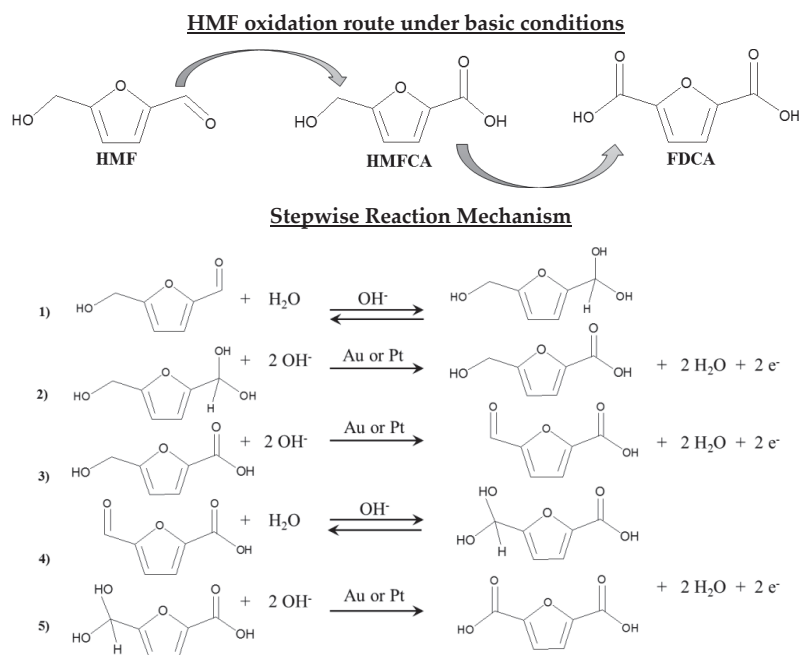 HMF oxidation route under basic conditions
O O O O
HO O OH HO OH
HO
HMF HMFCA FDCA
Stepwise Reaction Mechanism
1) HO O O + H₂O OH⁻ HO O OH OH H
2) HO O OH OH H + 2 OH⁻ Au or Pt HO O O OH + 2 H₂O + 2 e⁻
3) HO O O OH + 2 OH⁻ Au or Pt O O O OH + 2 H₂O + 2 e⁻
4) O O O OH + H₂O OH⁻ HO HO H O O OH
5) HO HO H O O OH + 2 OH⁻ Au or Pt O HO O O OH + 2 H₂O + 2 e⁻